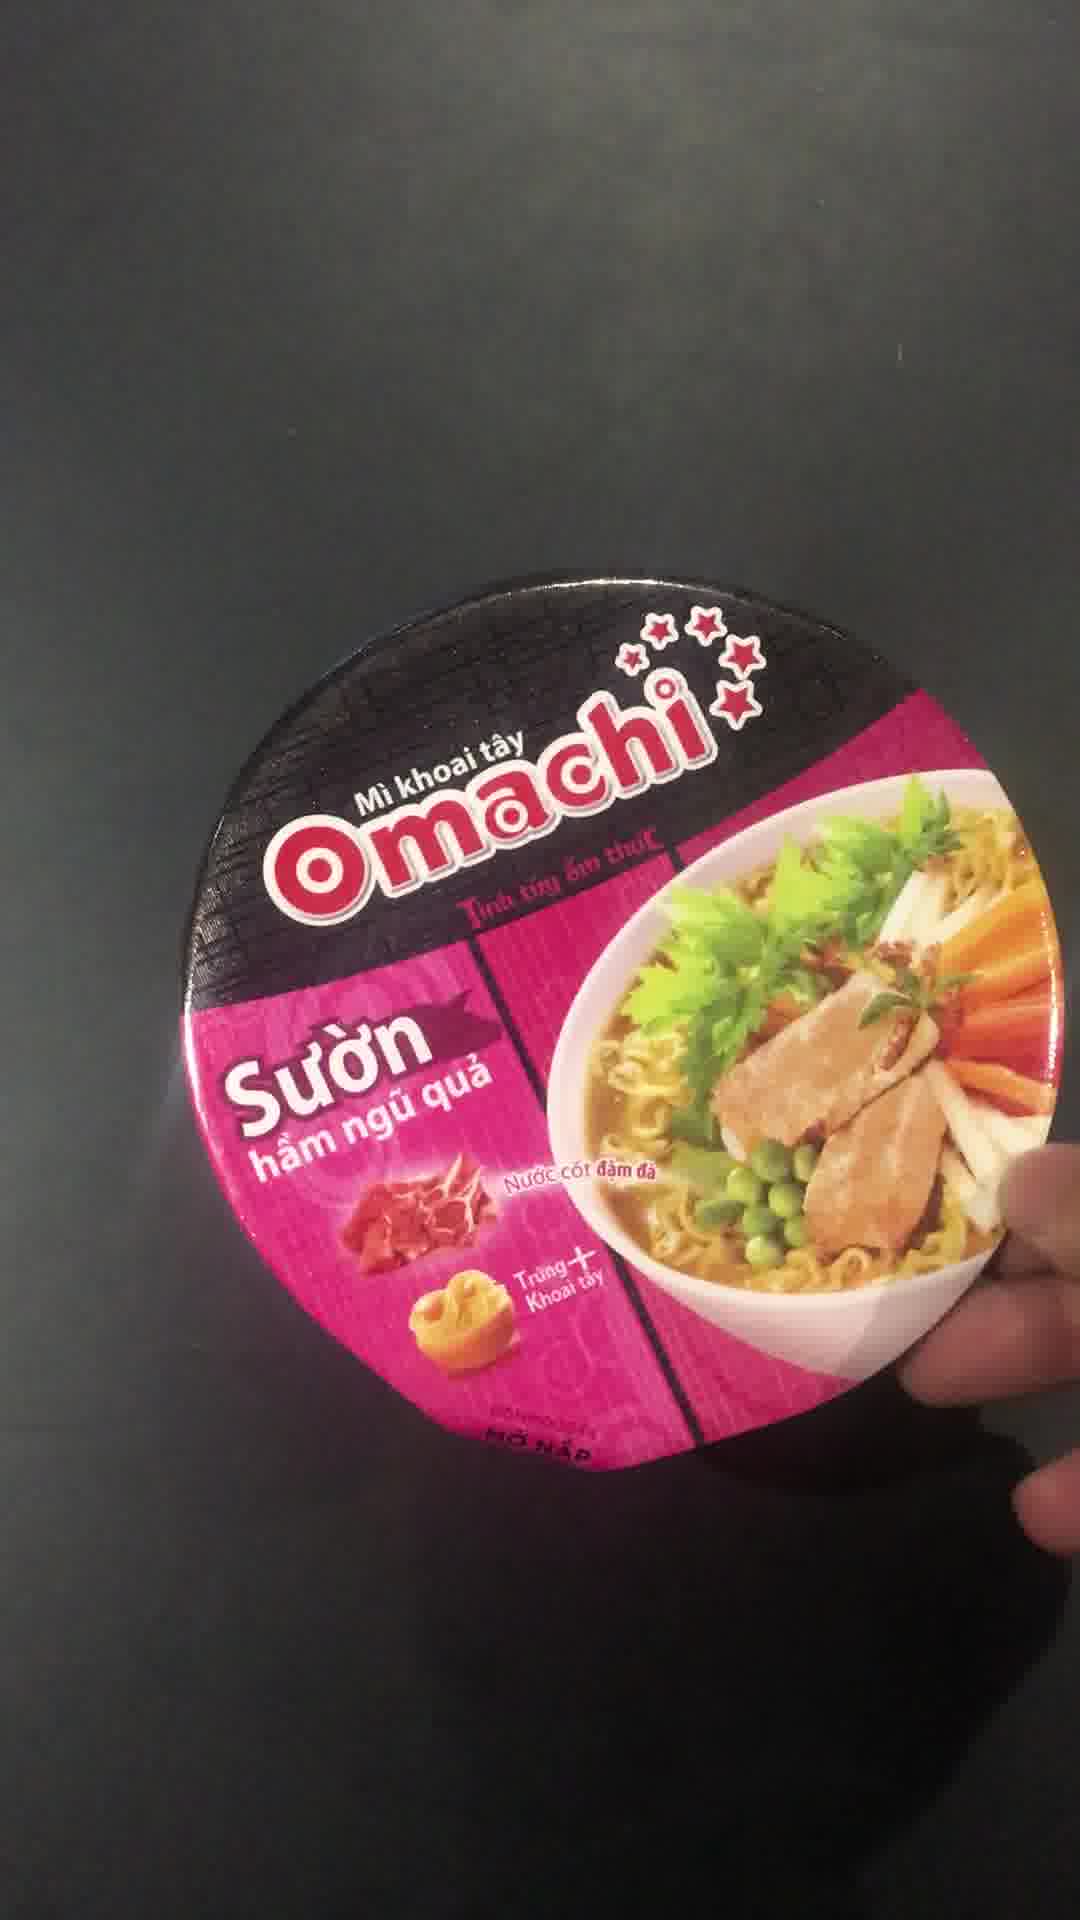 Mì khoai tây
Omachi
Tinh túy ẩm thực
Sườn
hầm ngũ quả
Nước cốt đậm đà
Trứng +
Khoai tây
MỞ NẮP